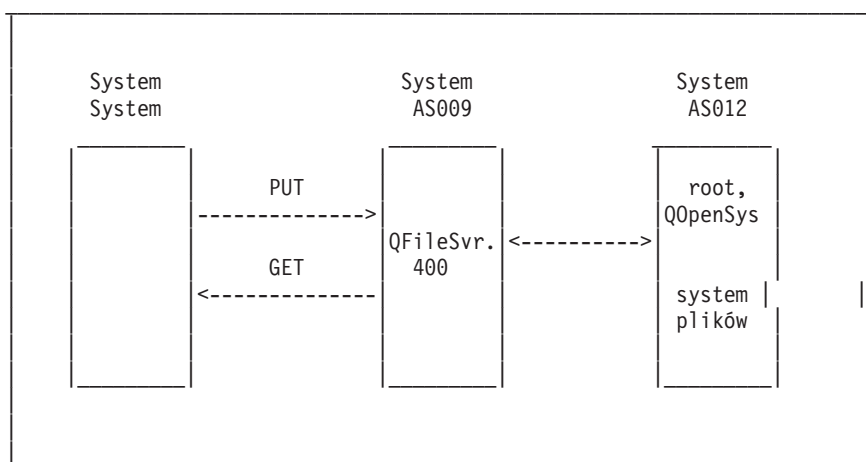 System System System
System AS009 AS012
PUT root,
QOpenSys
QFileSvr.
GET 400
system
plików